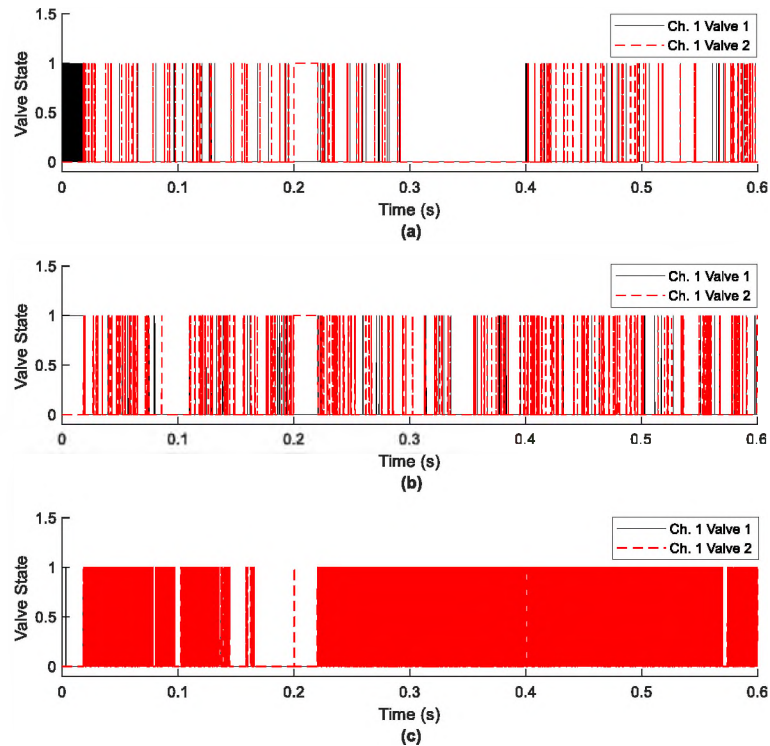 1.5
1
0.5
0
Valve State
Ch. 1 Valve 1
Ch. 1 Valve 2
0 0.1 0.2 0.3 0.4 0.5 0.6
Time (s)
(a)
1.5
1
0.5
0
Valve State
Ch. 1 Valve 1
Ch. 1 Valve 2
0 0.1 0.2 0.3 0.4 0.5 0.6
Time (s)
(b)
1.5
1
0.5
0
Valve State
Ch. 1 Valve 1
Ch. 1 Valve 2
0 0.1 0.2 0.3 0.4 0.5 0.6
Time (s)
(c)